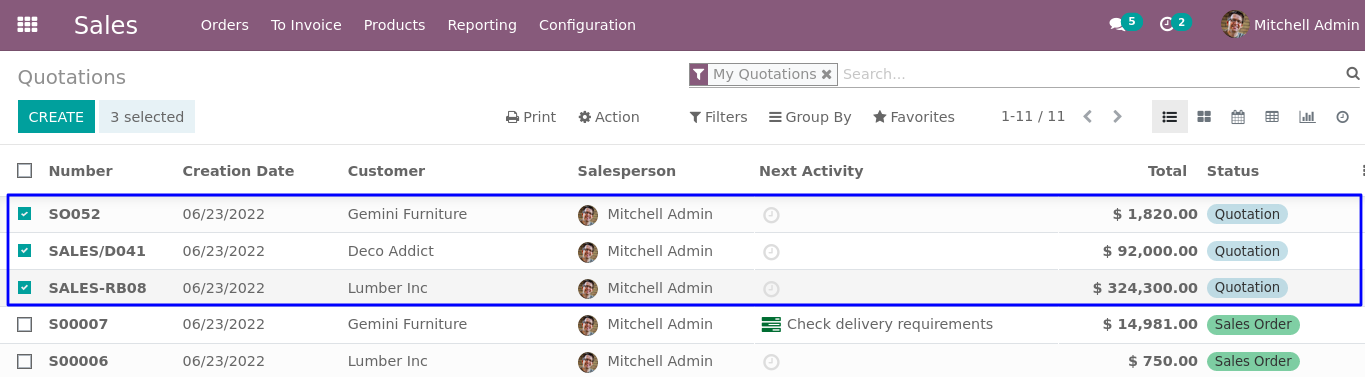 Sales Orders To Invoice Products Reporting Configuration 5 2 Mitchell Admin
Quotations My Quotations Search...
CREATE 3 selected Print Action Filters Group By Favorites 1-11 / 11
Number Creation Date Customer Salesperson Next Activity Total Status
SO052 06/23/2022 Gemini Furniture Mitchell Admin $ 1,820.00 Quotation
SALES/D041 06/23/2022 Deco Addict Mitchell Admin $ 92,000.00 Quotation
SALES-RB08 06/23/2022 Lumber Inc Mitchell Admin $ 324,300.00 Quotation
S00007 06/23/2022 Gemini Furniture Mitchell Admin Check delivery requirements $ 14,981.00 Sales Order
S00006 06/23/2022 Lumber Inc Mitchell Admin $ 750.00 Sales Order